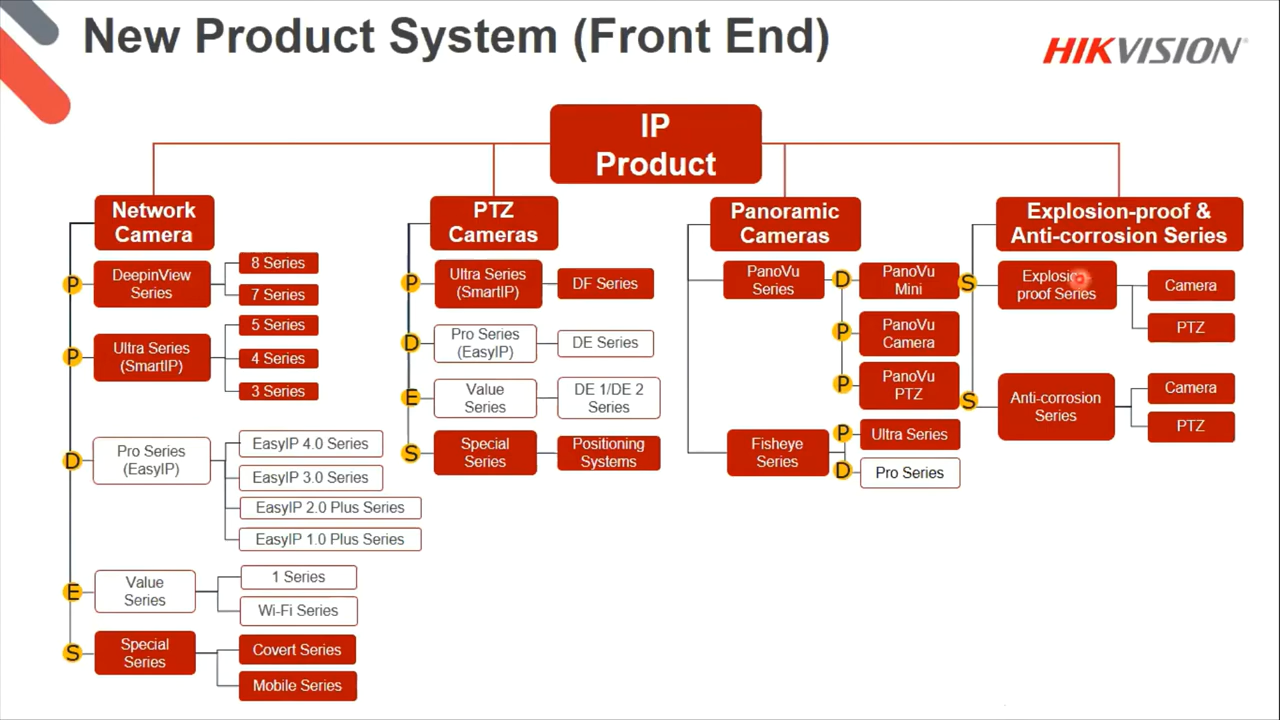 New Product System (Front End)
HIKVISION®
IP
Product
Network
Camera
P
DeepinView
Series
8 Series
7 Series
P
Ultra Series
(SmartIP)
5 Series
4 Series
3 Series
D
Pro Series
(EasyIP)
EasyIP 4.0 Series
EasyIP 3.0 Series
EasyIP 2.0 Plus Series
EasyIP 1.0 Plus Series
E
Value
Series
1 Series
Wi-Fi Series
S
Special
Series
Covert Series
Mobile Series
PTZ
Cameras
P
Ultra Series
(SmartIP)
DF Series
D
Pro Series
(EasyIP)
DE Series
E
Value
Series
DE 1/DE 2
Series
S
Special
Series
Positioning
Systems
Panoramic
Cameras
PanoVu
Series
D
PanoVu
Mini
P
PanoVu
Camera
P
PanoVu
PTZ
Fisheye
Series
P
Ultra Series
D
Pro Series
Explosion-proof &
Anti-corrosion Series
S
Explosion-
proof Series
Camera
PTZ
S
Anti-corrosion
Series
Camera
PTZ